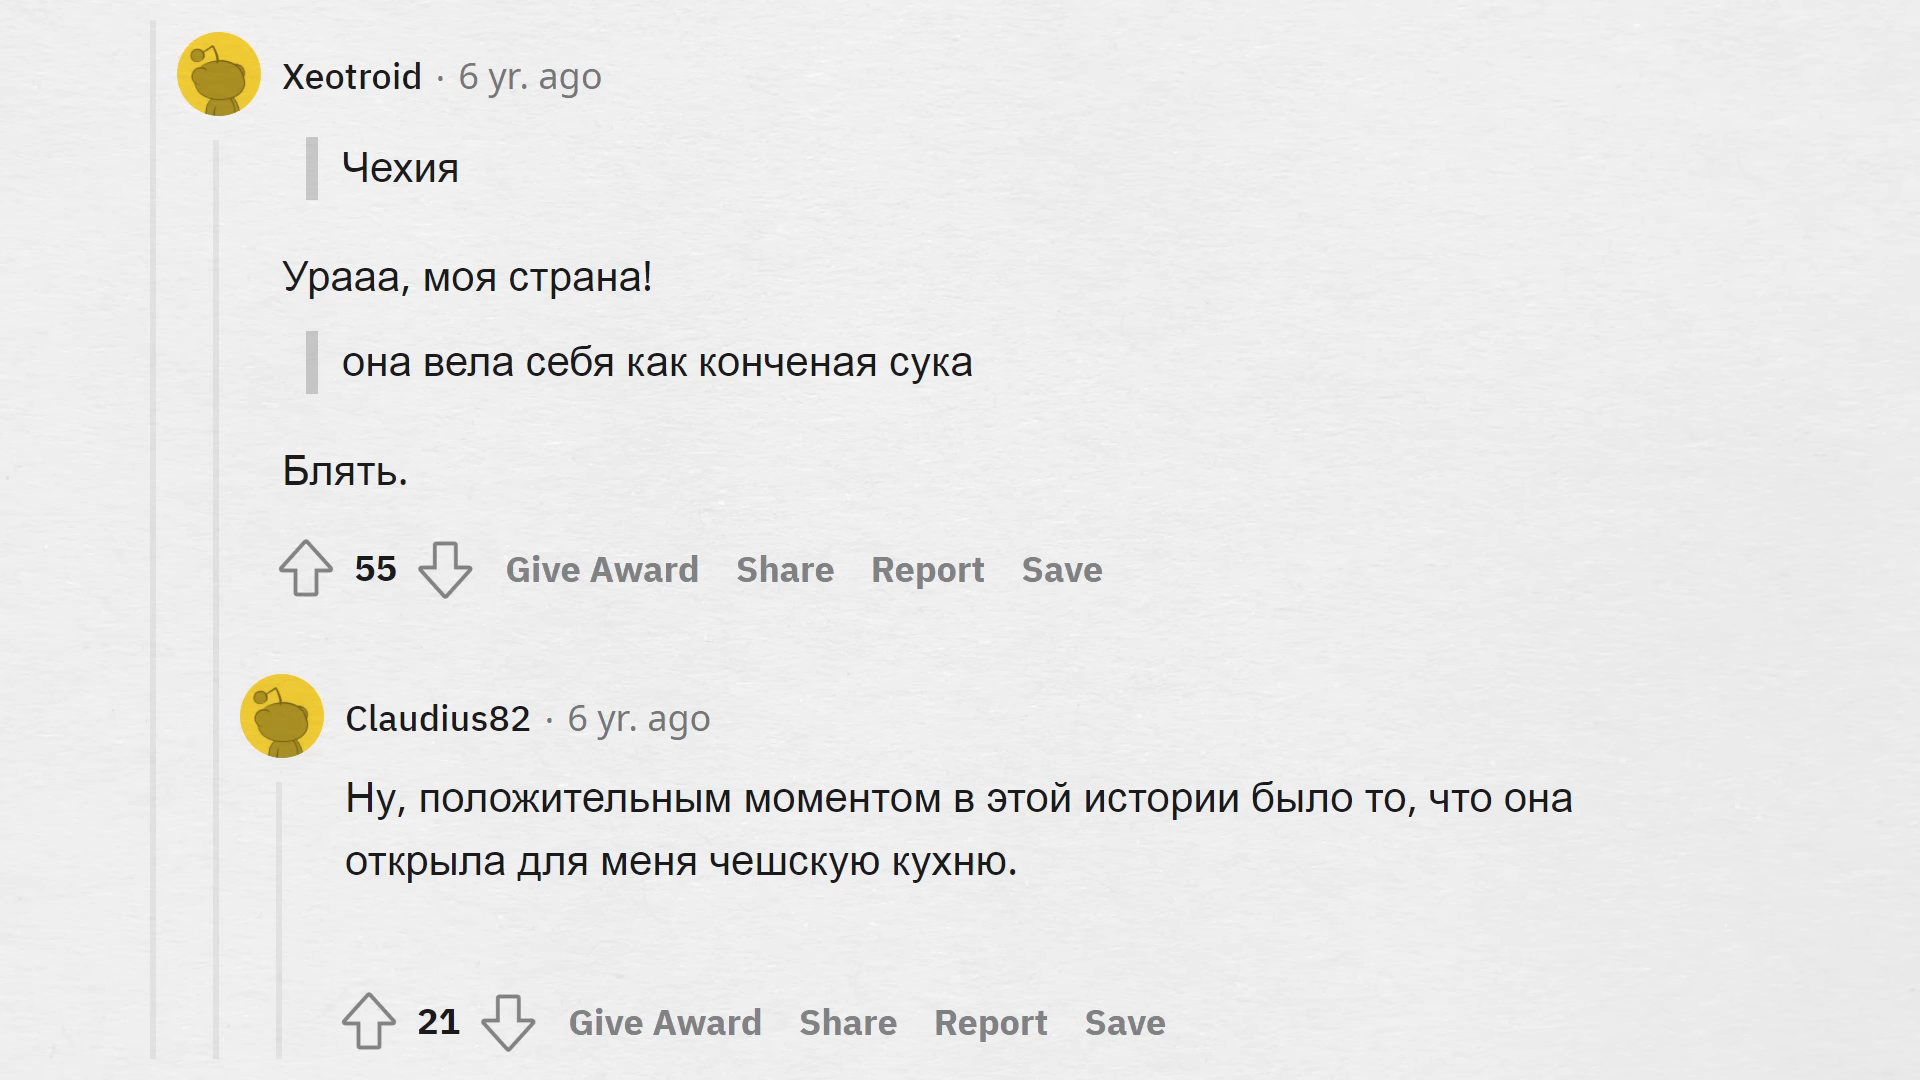 Xeotroid · 6 yr. ago
Чехия
Урааа, моя страна!
она вела себя как конченая сука
Блять.
55 Give Award Share Report Save
Claudius82 · 6 yr. ago
Ну, положительным моментом в этой истории было то, что она
открыла для меня чешскую кухню.
21 Give Award Share Report Save